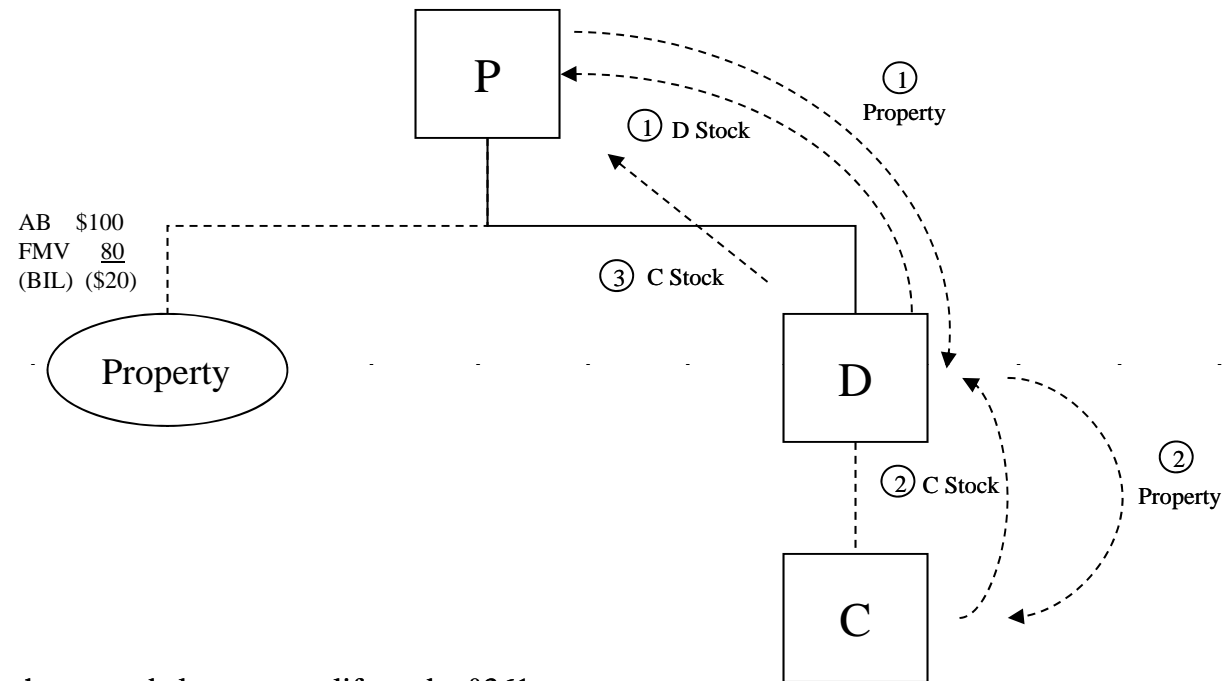 P
① Property
① D Stock
AB $100
FMV 80
(BIL) ($20)
③ C Stock
Property
D
② C Stock
② Property
C